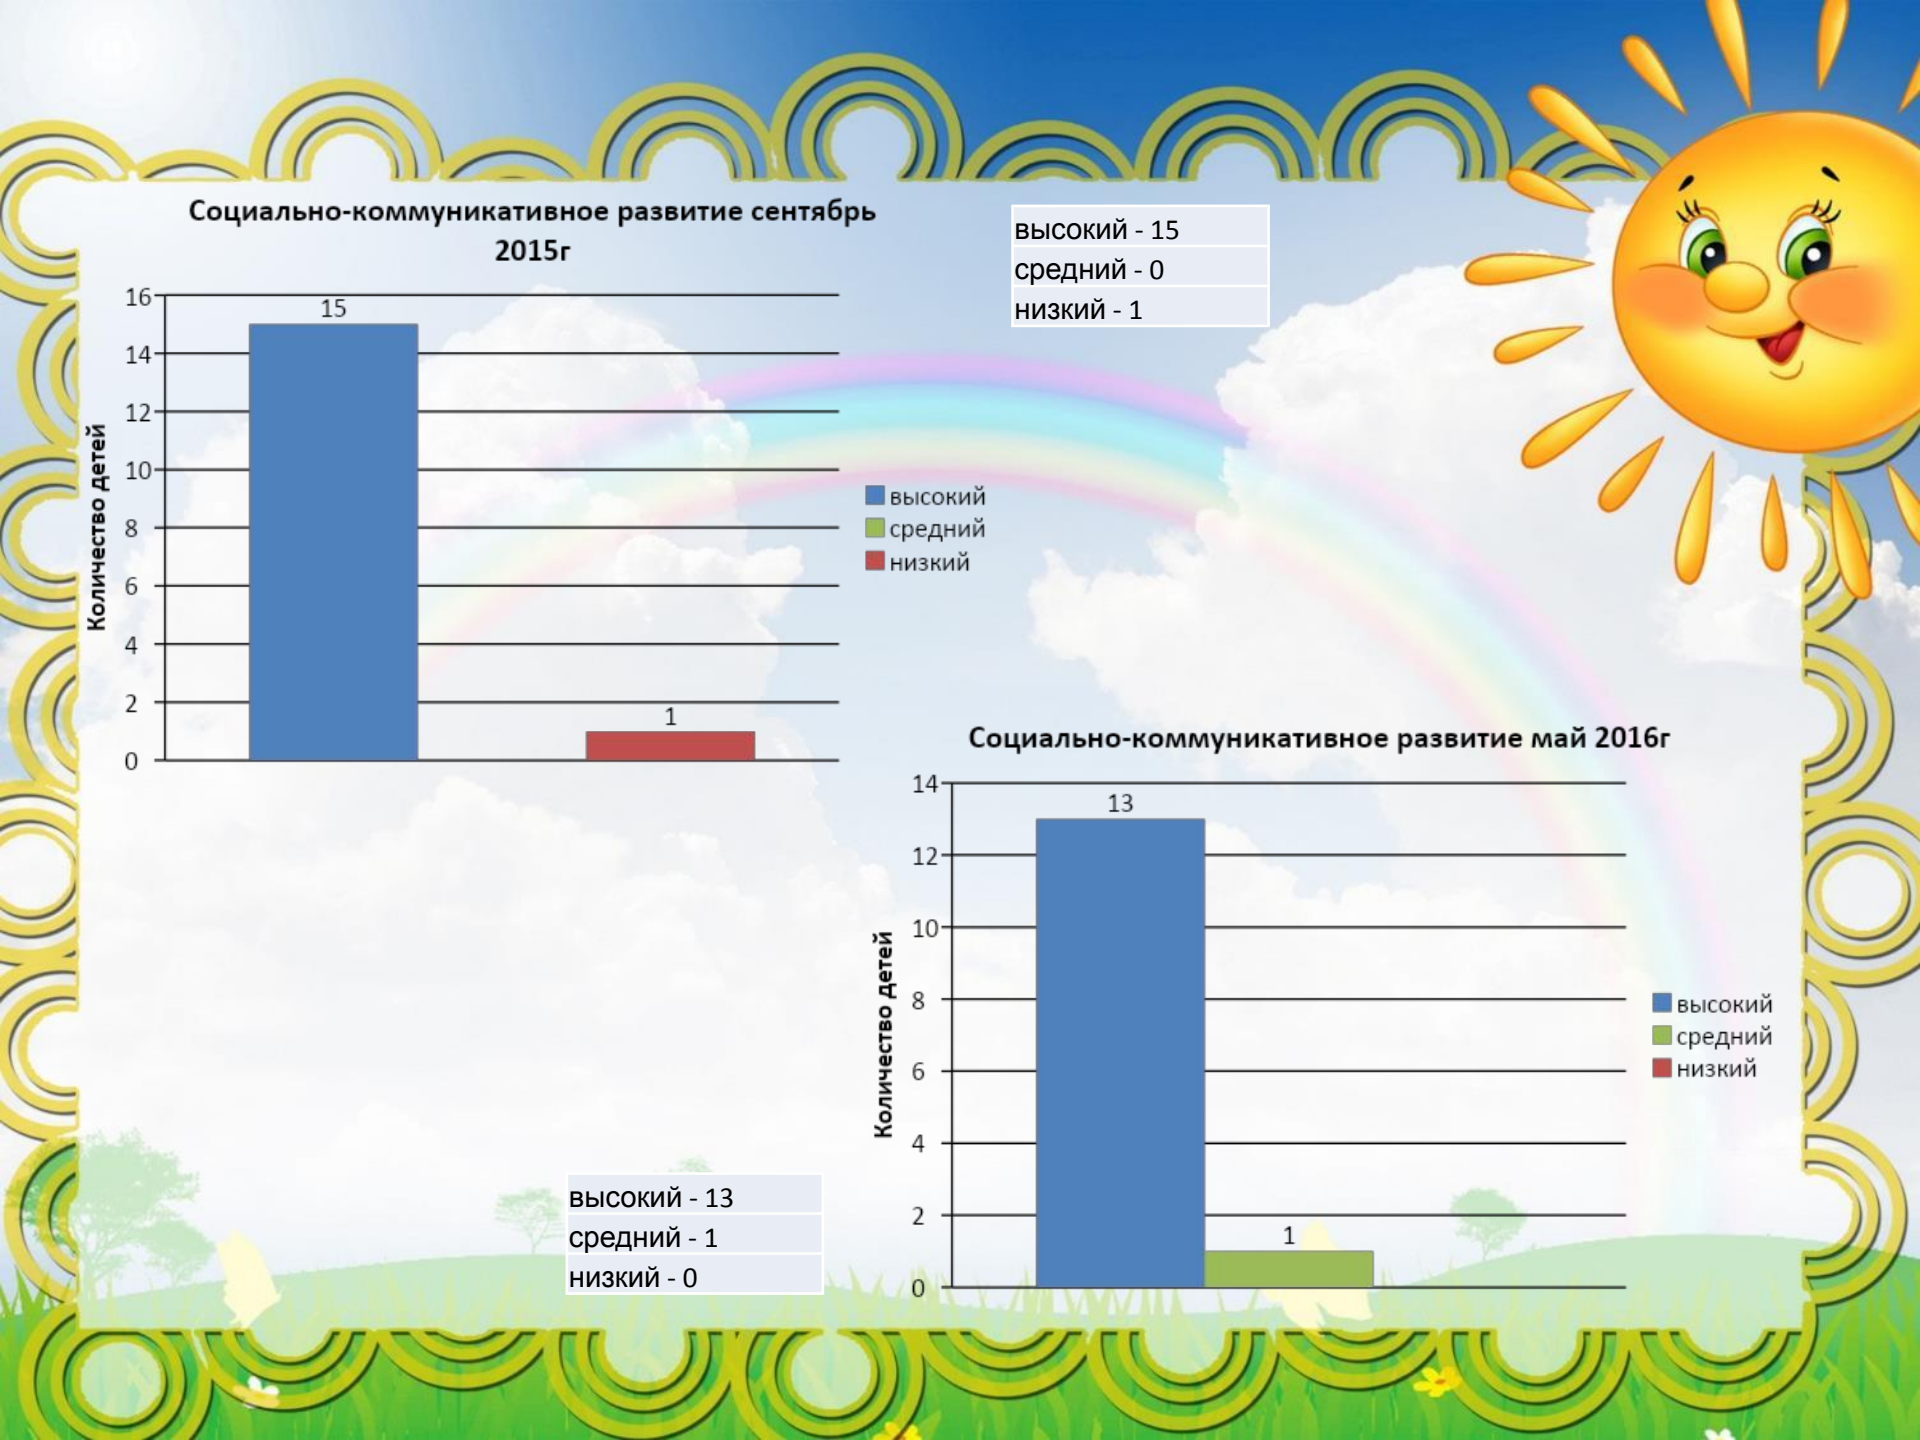 Социально-коммуникативное развитие сентябрь
2015г
16
14
12
10
8
6
4
2
0
Количество детей
15
1
высокий
средний
низкий
высокий - 15
средний - 0
низкий - 1
Социально-коммуникативное развитие май 2016г
14
12
10
8
6
4
2
0
Количество детей
13
1
высокий
средний
низкий
высокий - 13
средний - 1
низкий - 0